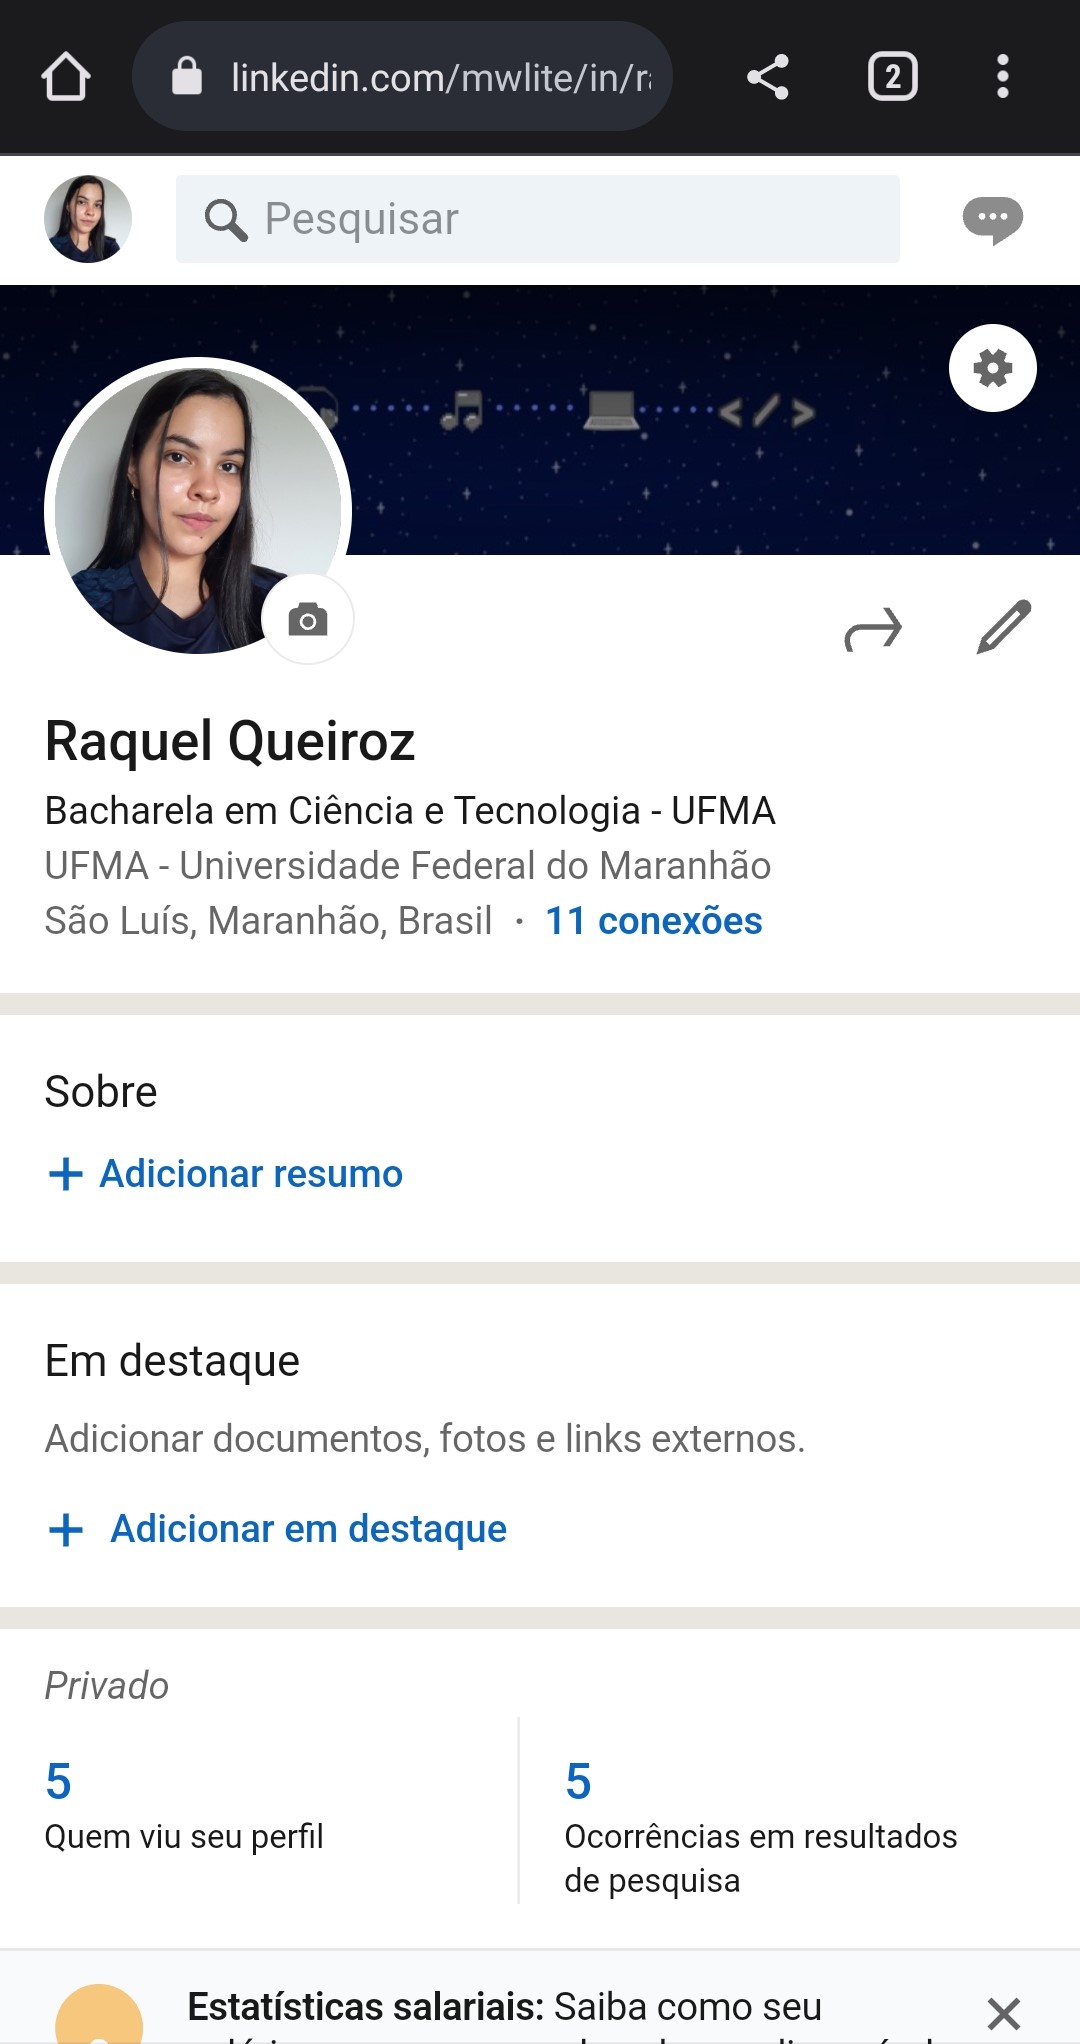 linkedin.com/mwlite/in/r
2
Pesquisar
</>
Raquel Queiroz
Bacharela em Ciência e Tecnologia - UFMA
UFMA - Universidade Federal do Maranhão
São Luís, Maranhão, Brasil · 11 conexões
Sobre
+ Adicionar resumo
Em destaque
Adicionar documentos, fotos e links externos.
+ Adicionar em destaque
Privado
5
Quem viu seu perfil
5
Ocorrências em resultados
de pesquisa
Estatísticas salariais: Saiba como seu